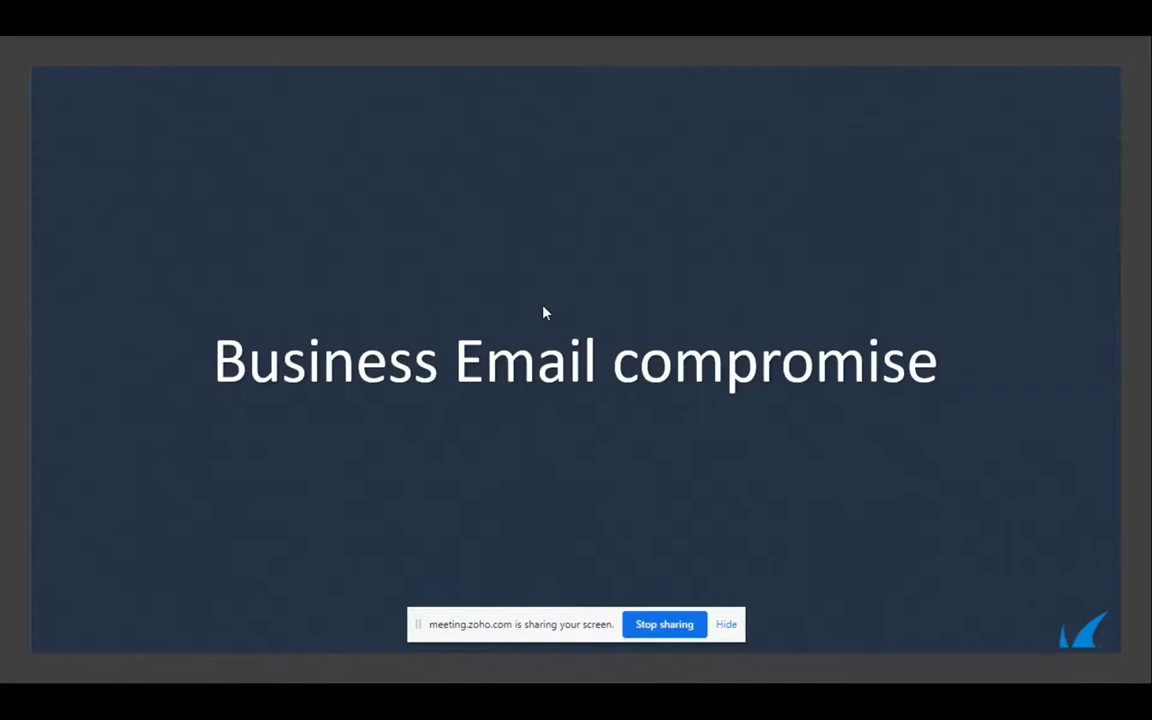 Business Email compromise
meeting.zoho.com is sharing your screen. Stop sharing Hide